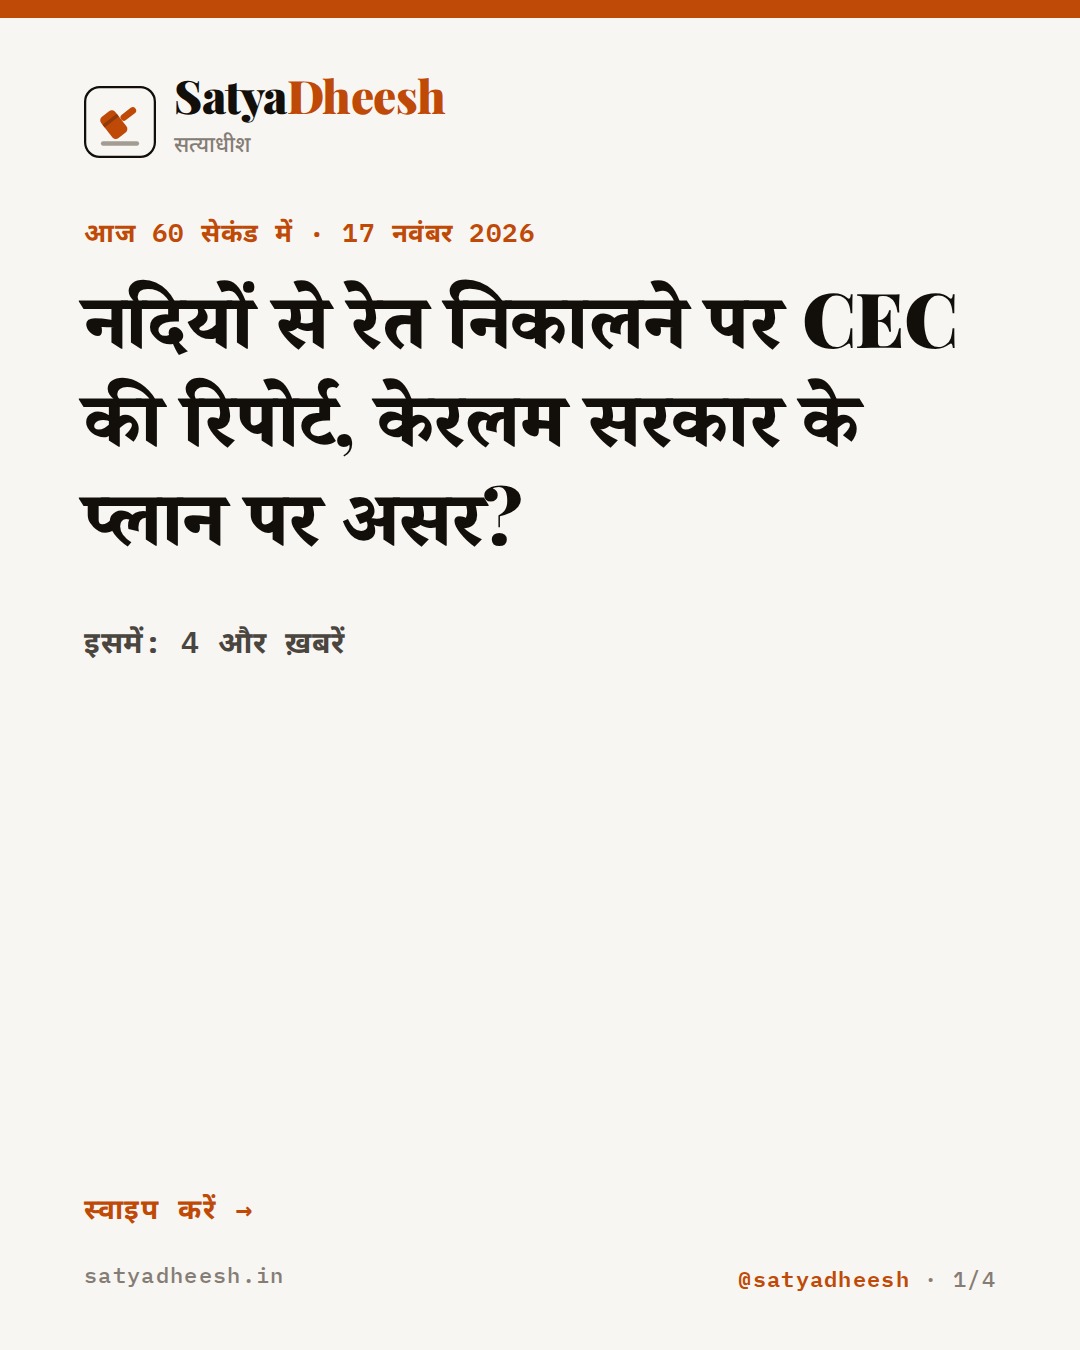 SatyaDheesh
सत्याधीश
आज 60 सेकंड में · 17 नवंबर 2026
नदियों से रेत निकालने पर CEC
की रिपोर्ट, केरलम सरकार के
प्लान पर असर?
इसमें: 4 और ख़बरें
स्वाइप करें →
satyadheesh.in
@satyadheesh · 1/4